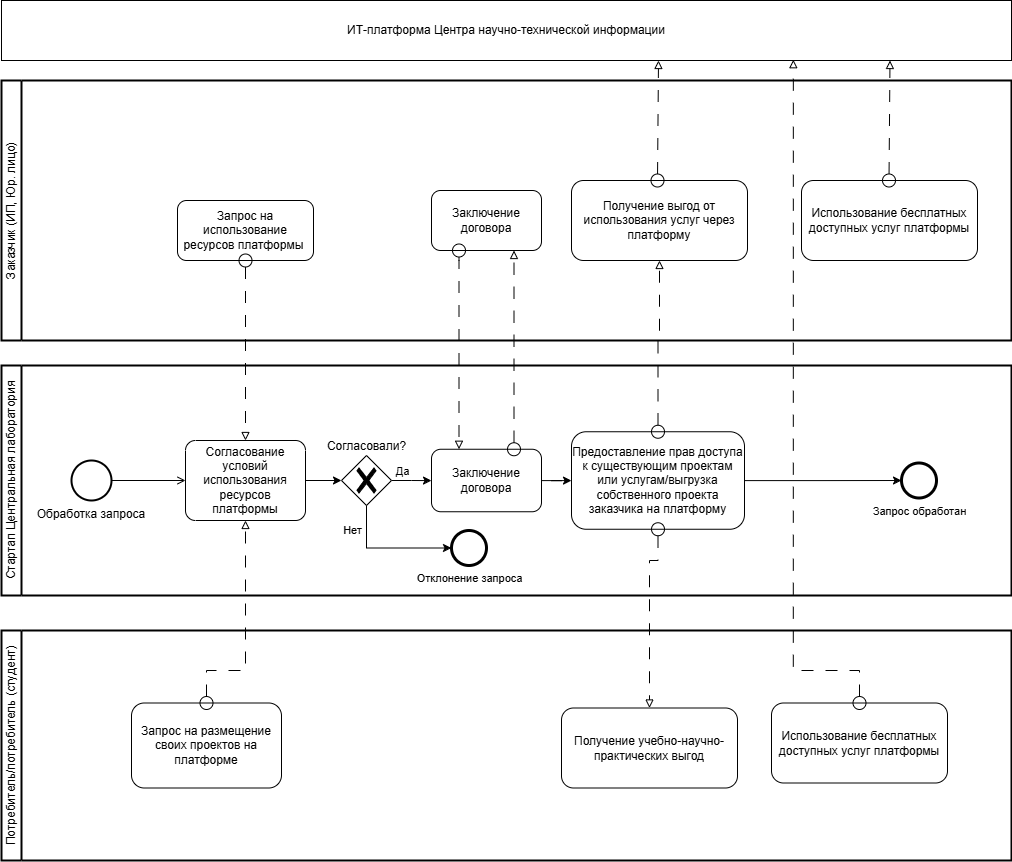 ИТ-платформа Центра научно-технической информации
Заказчик (ИП, Юр. лицо)
Запрос на
использование
ресурсов платформы
Заключение
договора
Получение выгод от
использования услуг через
платформу
Использование бесплатных
доступных услуг платформы
Стартап Центральная лаборатория
Обработка запроса
Согласование
условий
использования
ресурсов
платформы
Согласовали?
Да
Нет
Отклонение запроса
Заключение
договора
Предоставление прав доступа
к существующим проектам
или услугам/выгрузка
собственного проекта
заказчика на платформу
Запрос обработан
Потребитель/потребитель (студент)
Запрос на размещение
своих проектов на
платформе
Получение учебно-научно-
практических выгод
Использование бесплатных
доступных услуг платформы